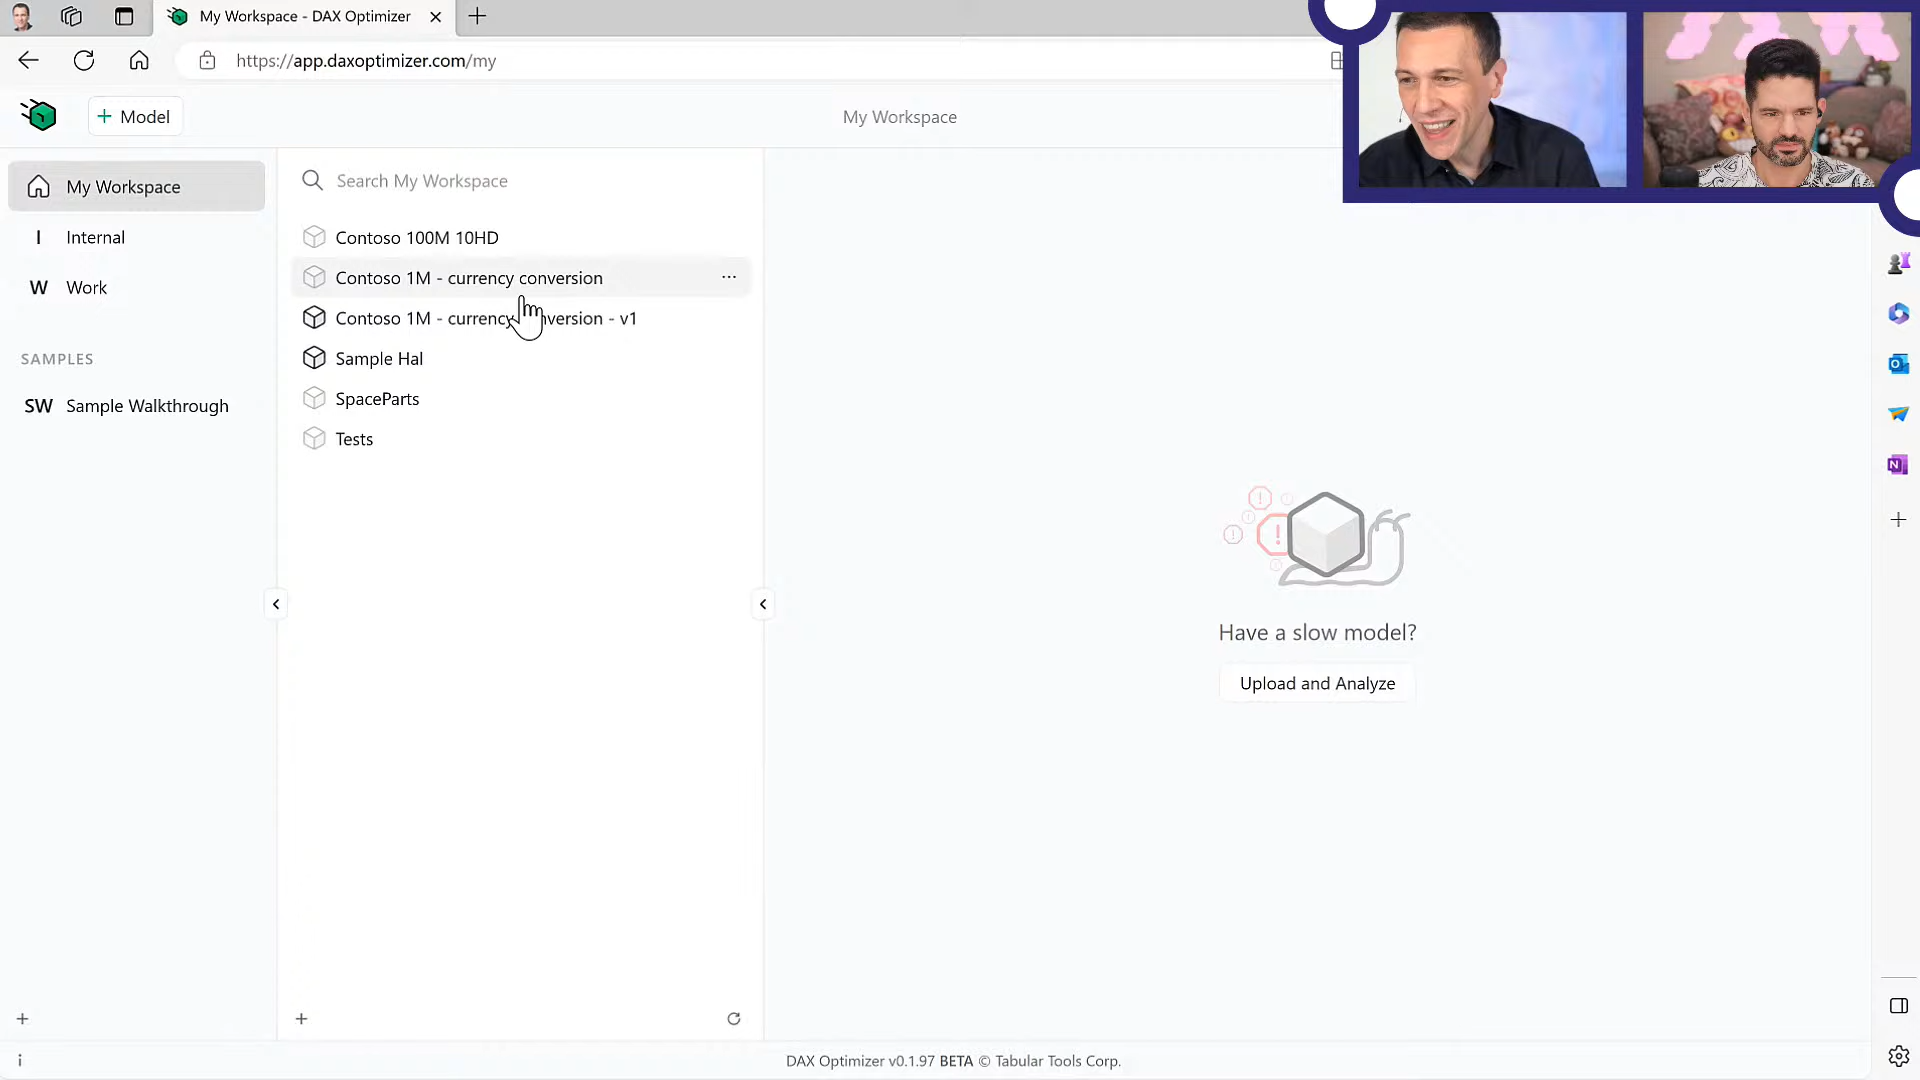 My Workspace - DAX Optimizer
https://app.daxoptimizer.com/my
+ Model
My Workspace
My Workspace
I Internal
W Work
SAMPLES
SW Sample Walkthrough
Search My Workspace
Contoso 100M 10HD
Contoso 1M - currency conversion
Contoso 1M - currency version - v1
Sample Hal
SpaceParts
Tests
Have a slow model?
Upload and Analyze
DAX Optimizer v0.1.97 BETA © Tabular Tools Corp.